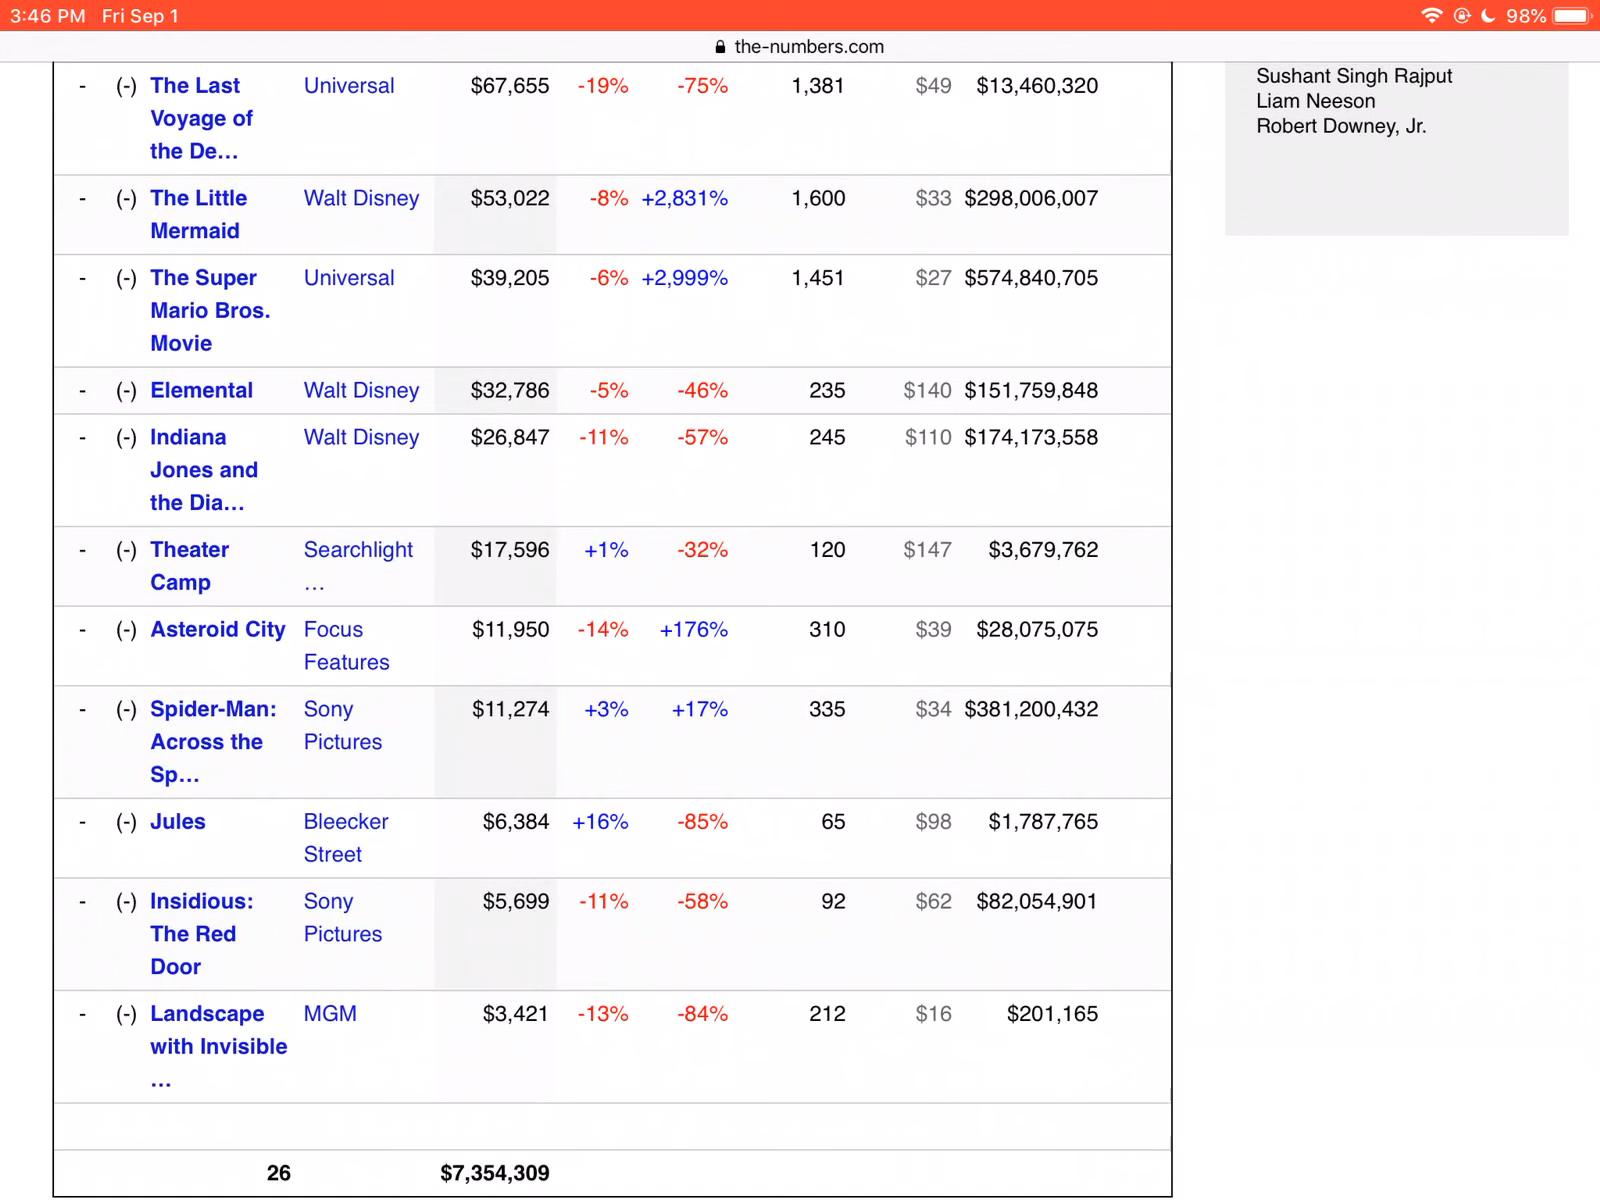 3:46 PM Fri Sep 1 98%
the-numbers.com
- (-) The Last Universal $67,655 -19% -75% 1,381 $49 $13,460,320
Voyage of
the De...
- (-) The Little Walt Disney $53,022 -8% +2,831% 1,600 $33 $298,006,007
Mermaid
- (-) The Super Universal $39,205 -6% +2,999% 1,451 $27 $574,840,705
Mario Bros.
Movie
- (-) Elemental Walt Disney $32,786 -5% -46% 235 $140 $151,759,848
- (-) Indiana Walt Disney $26,847 -11% -57% 245 $110 $174,173,558
Jones and
the Dia...
- (-) Theater Searchlight $17,596 +1% -32% 120 $147 $3,679,762
Camp ...
- (-) Asteroid City Focus $11,950 -14% +176% 310 $39 $28,075,075
Features
- (-) Spider-Man: Sony $11,274 +3% +17% 335 $34 $381,200,432
Across the Pictures
Sp...
- (-) Jules Bleecker $6,384 +16% -85% 65 $98 $1,787,765
Street
- (-) Insidious: Sony $5,699 -11% -58% 92 $62 $82,054,901
The Red Pictures
Door
- (-) Landscape MGM $3,421 -13% -84% 212 $16 $201,165
with Invisible
...
26 $7,354,309
Sushant Singh Rajput
Liam Neeson
Robert Downey, Jr.